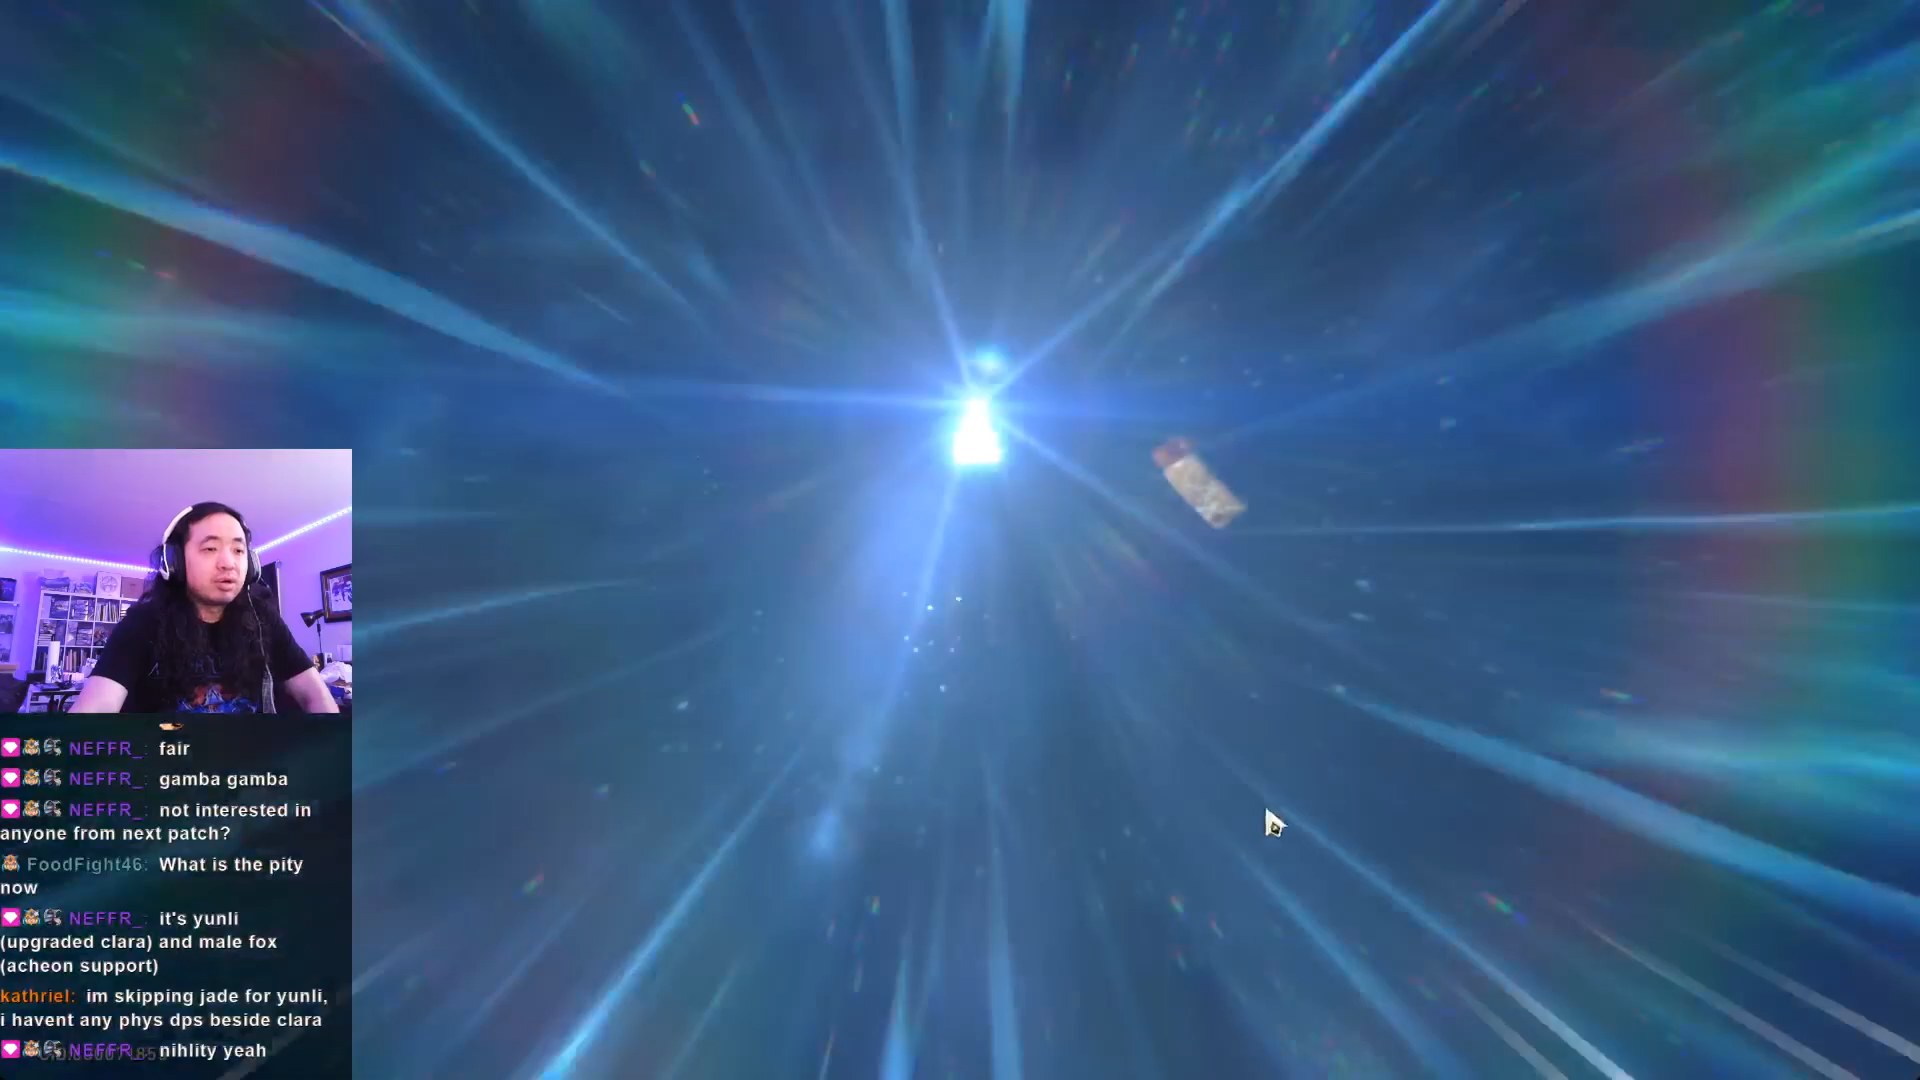 NEFFR_: fair
NEFFR_: gamba gamba
NEFFR_: not interested in
anyone from next patch?
FoodFight46: What is the pity
now
NEFFR_: it's yunli
(upgraded clara) and male fox
(acheon support)
kathriel: im skipping jade for yunli,
i havent any phys dps beside clara
NEFFR_: nihlity yeah